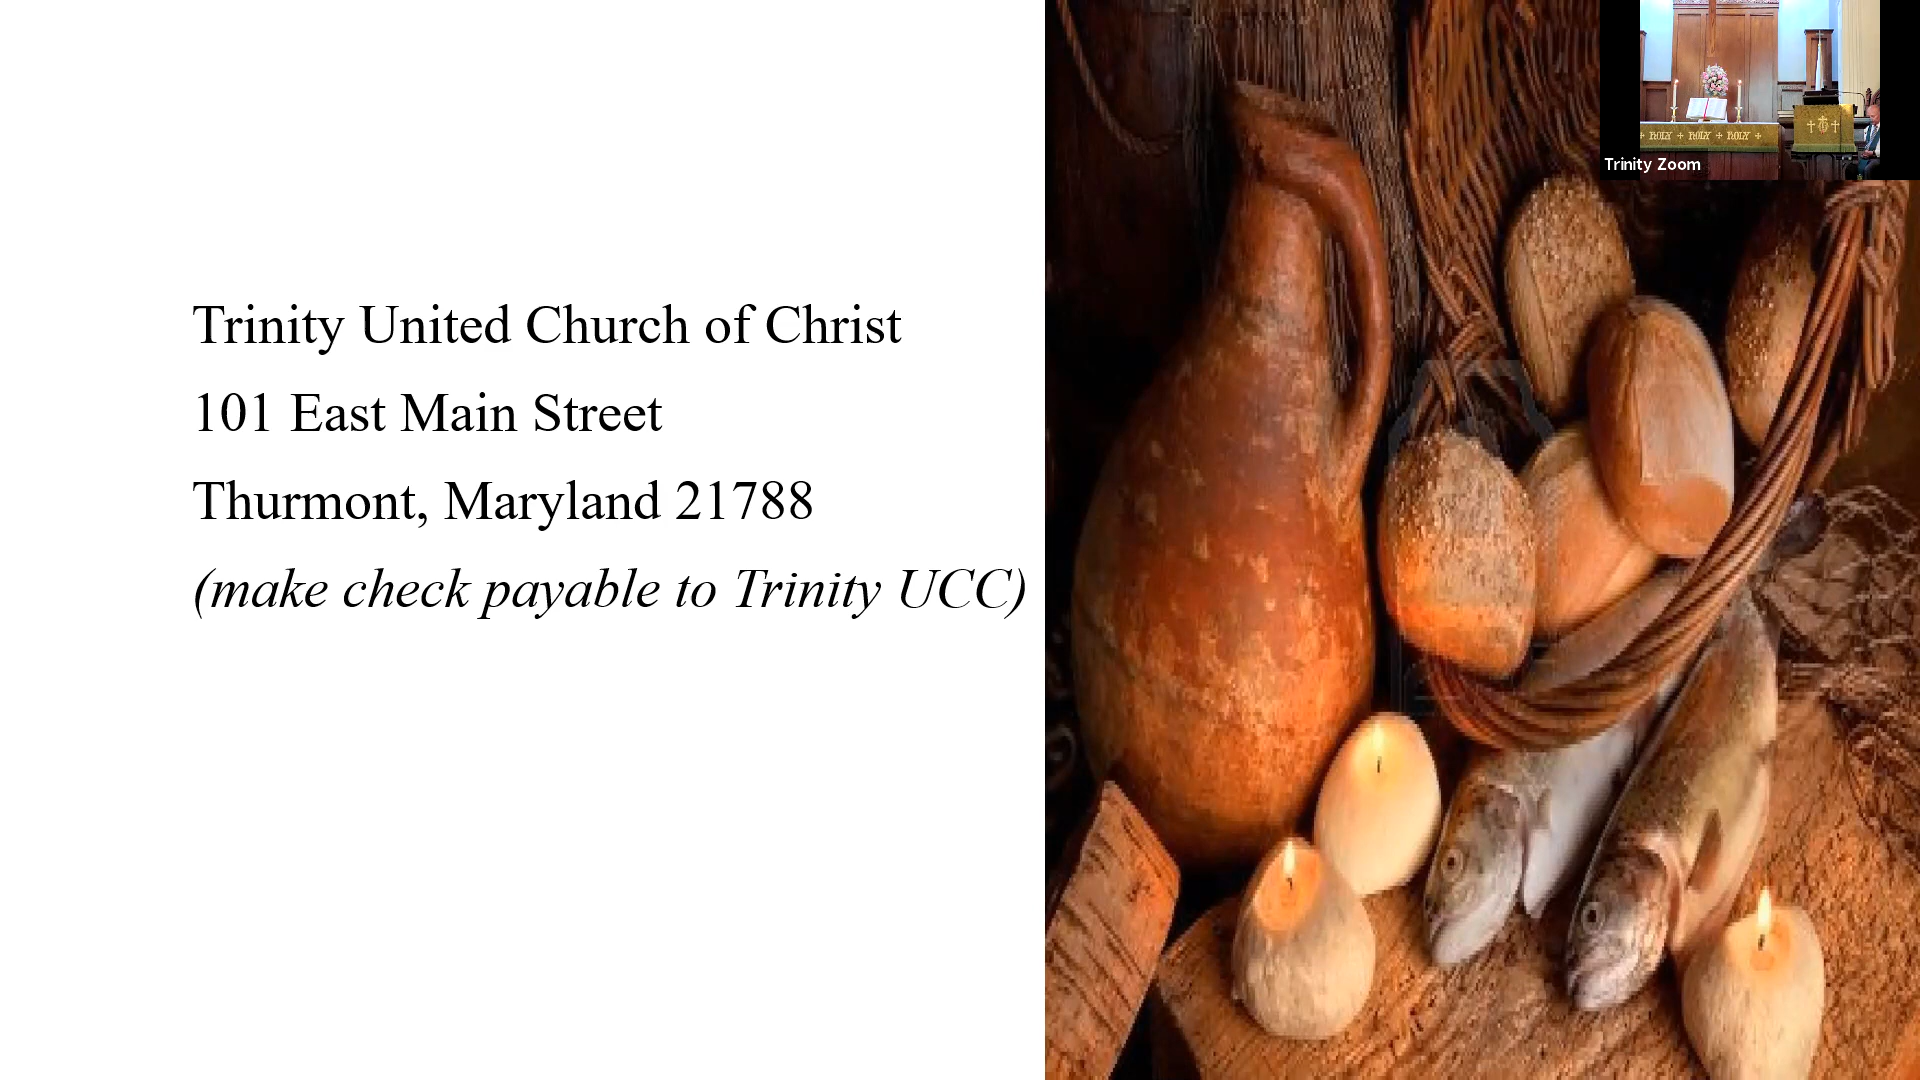 Trinity United Church of Christ
101 East Main Street
Thurmont, Maryland 21788
(make check payable to Trinity UCC)
+ HOLY + HOLY + HOLY +
Trinity Zoom